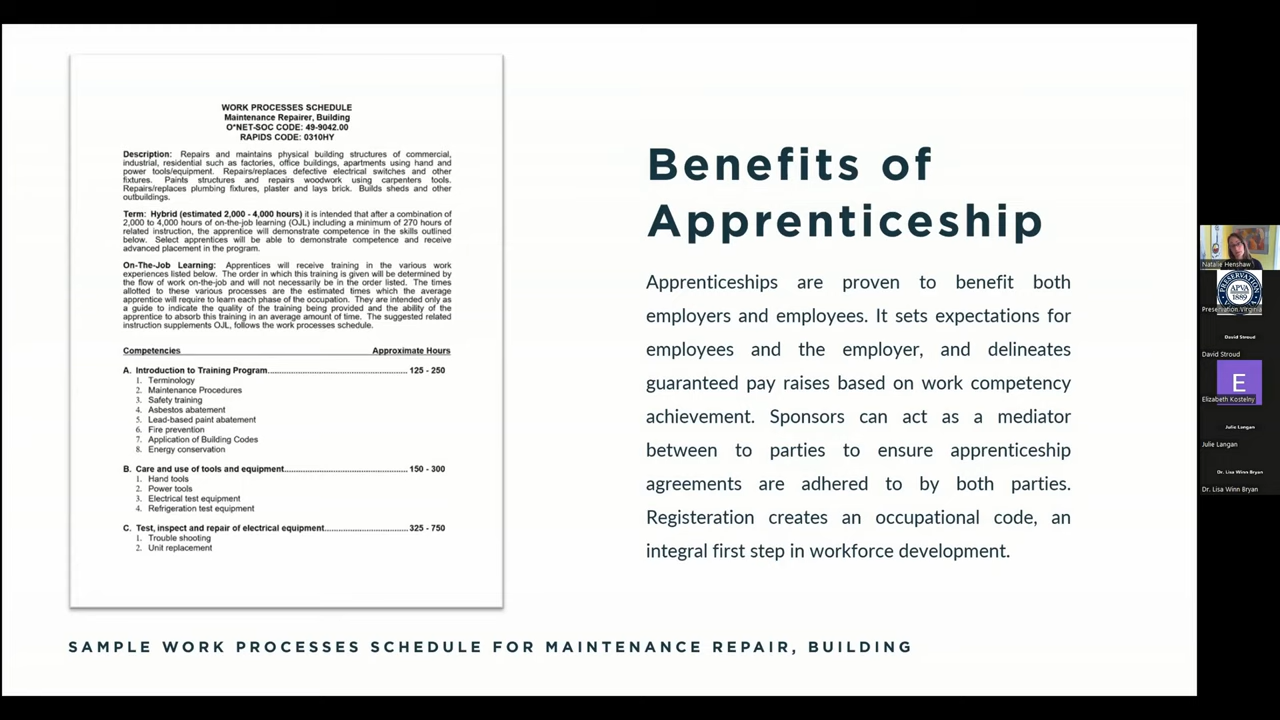 WORK PROCESSES SCHEDULE
Maintenance Repairer, Building
O*NET-SOC CODE: 49-9042.00
RAPIDS CODE: 0310HY
Description: Repairs and maintains physical building structures of commercial,
industrial, residential such as factories, office buildings, apartments using hand and
power tools/equipment. Repairs/replaces defective electrical switches and other
fixtures. Paints structures and repairs woodwork using carpenters tools.
Repairs/replaces plumbing fixtures, plaster and lays brick. Builds sheds and other
outbuildings.
Term: Hybrid (estimated 2,000 - 4,000 hours) it is intended that after a combination of
2,000 to 4,000 hours of on-the-job learning (OJL) including a minimum of 270 hours of
related instruction, the apprentice will demonstrate competence in the skills outlined
below. Select apprentices will be able to demonstrate competence and receive
advanced placement in the program.
On-The-Job Learning: Apprentices will receive training in the various work
experiences listed below. The order in which this training is given will be determined by
the flow of work on-the-job and will not necessarily be in the order listed. The times
allotted to these various processes are the estimated times which the average
apprentice will require to learn each phase of the occupation. They are intended only as
a guide to indicate the quality of the training being provided and the ability of the
apprentice to absorb this training in an average amount of time. The suggested related
instruction supplements OJL, follows the work processes schedule.
Competencies Approximate Hours
A. Introduction to Training Program................................................ 125 - 250
1. Terminology
2. Maintenance Procedures
3. Safety training
4. Asbestos abatement
5. Lead-based paint abatement
6. Fire prevention
7. Application of Building Codes
8. Energy conservation
B. Care and use of tools and equipment.......................................... 150 - 300
1. Hand tools
2. Power tools
3. Electrical test equipment
4. Refrigeration test equipment
C. Test, inspect and repair of electrical equipment............................ 325 - 750
1. Trouble shooting
2. Unit replacement
Benefits of
Apprenticeship
Apprenticeships are proven to benefit both
employers and employees. It sets expectations for
employees and the employer, and delineates
guaranteed pay raises based on work competency
achievement. Sponsors can act as a mediator
between to parties to ensure apprenticeship
agreements are adhered to by both parties.
Registeration creates an occupational code, an
integral first step in workforce development.
SAMPLE WORK PROCESSES SCHEDULE FOR MAINTENANCE REPAIR, BUILDING
Natalie Henshaw
PRESERVATION
APVA
1889
Preservation Virginia
David Stroud
David Stroud
E
Elizabeth Kostelny
Julie Langan
Julie Langan
Dr. Lisa Winn Bryan
Dr. Lisa Winn Bryan